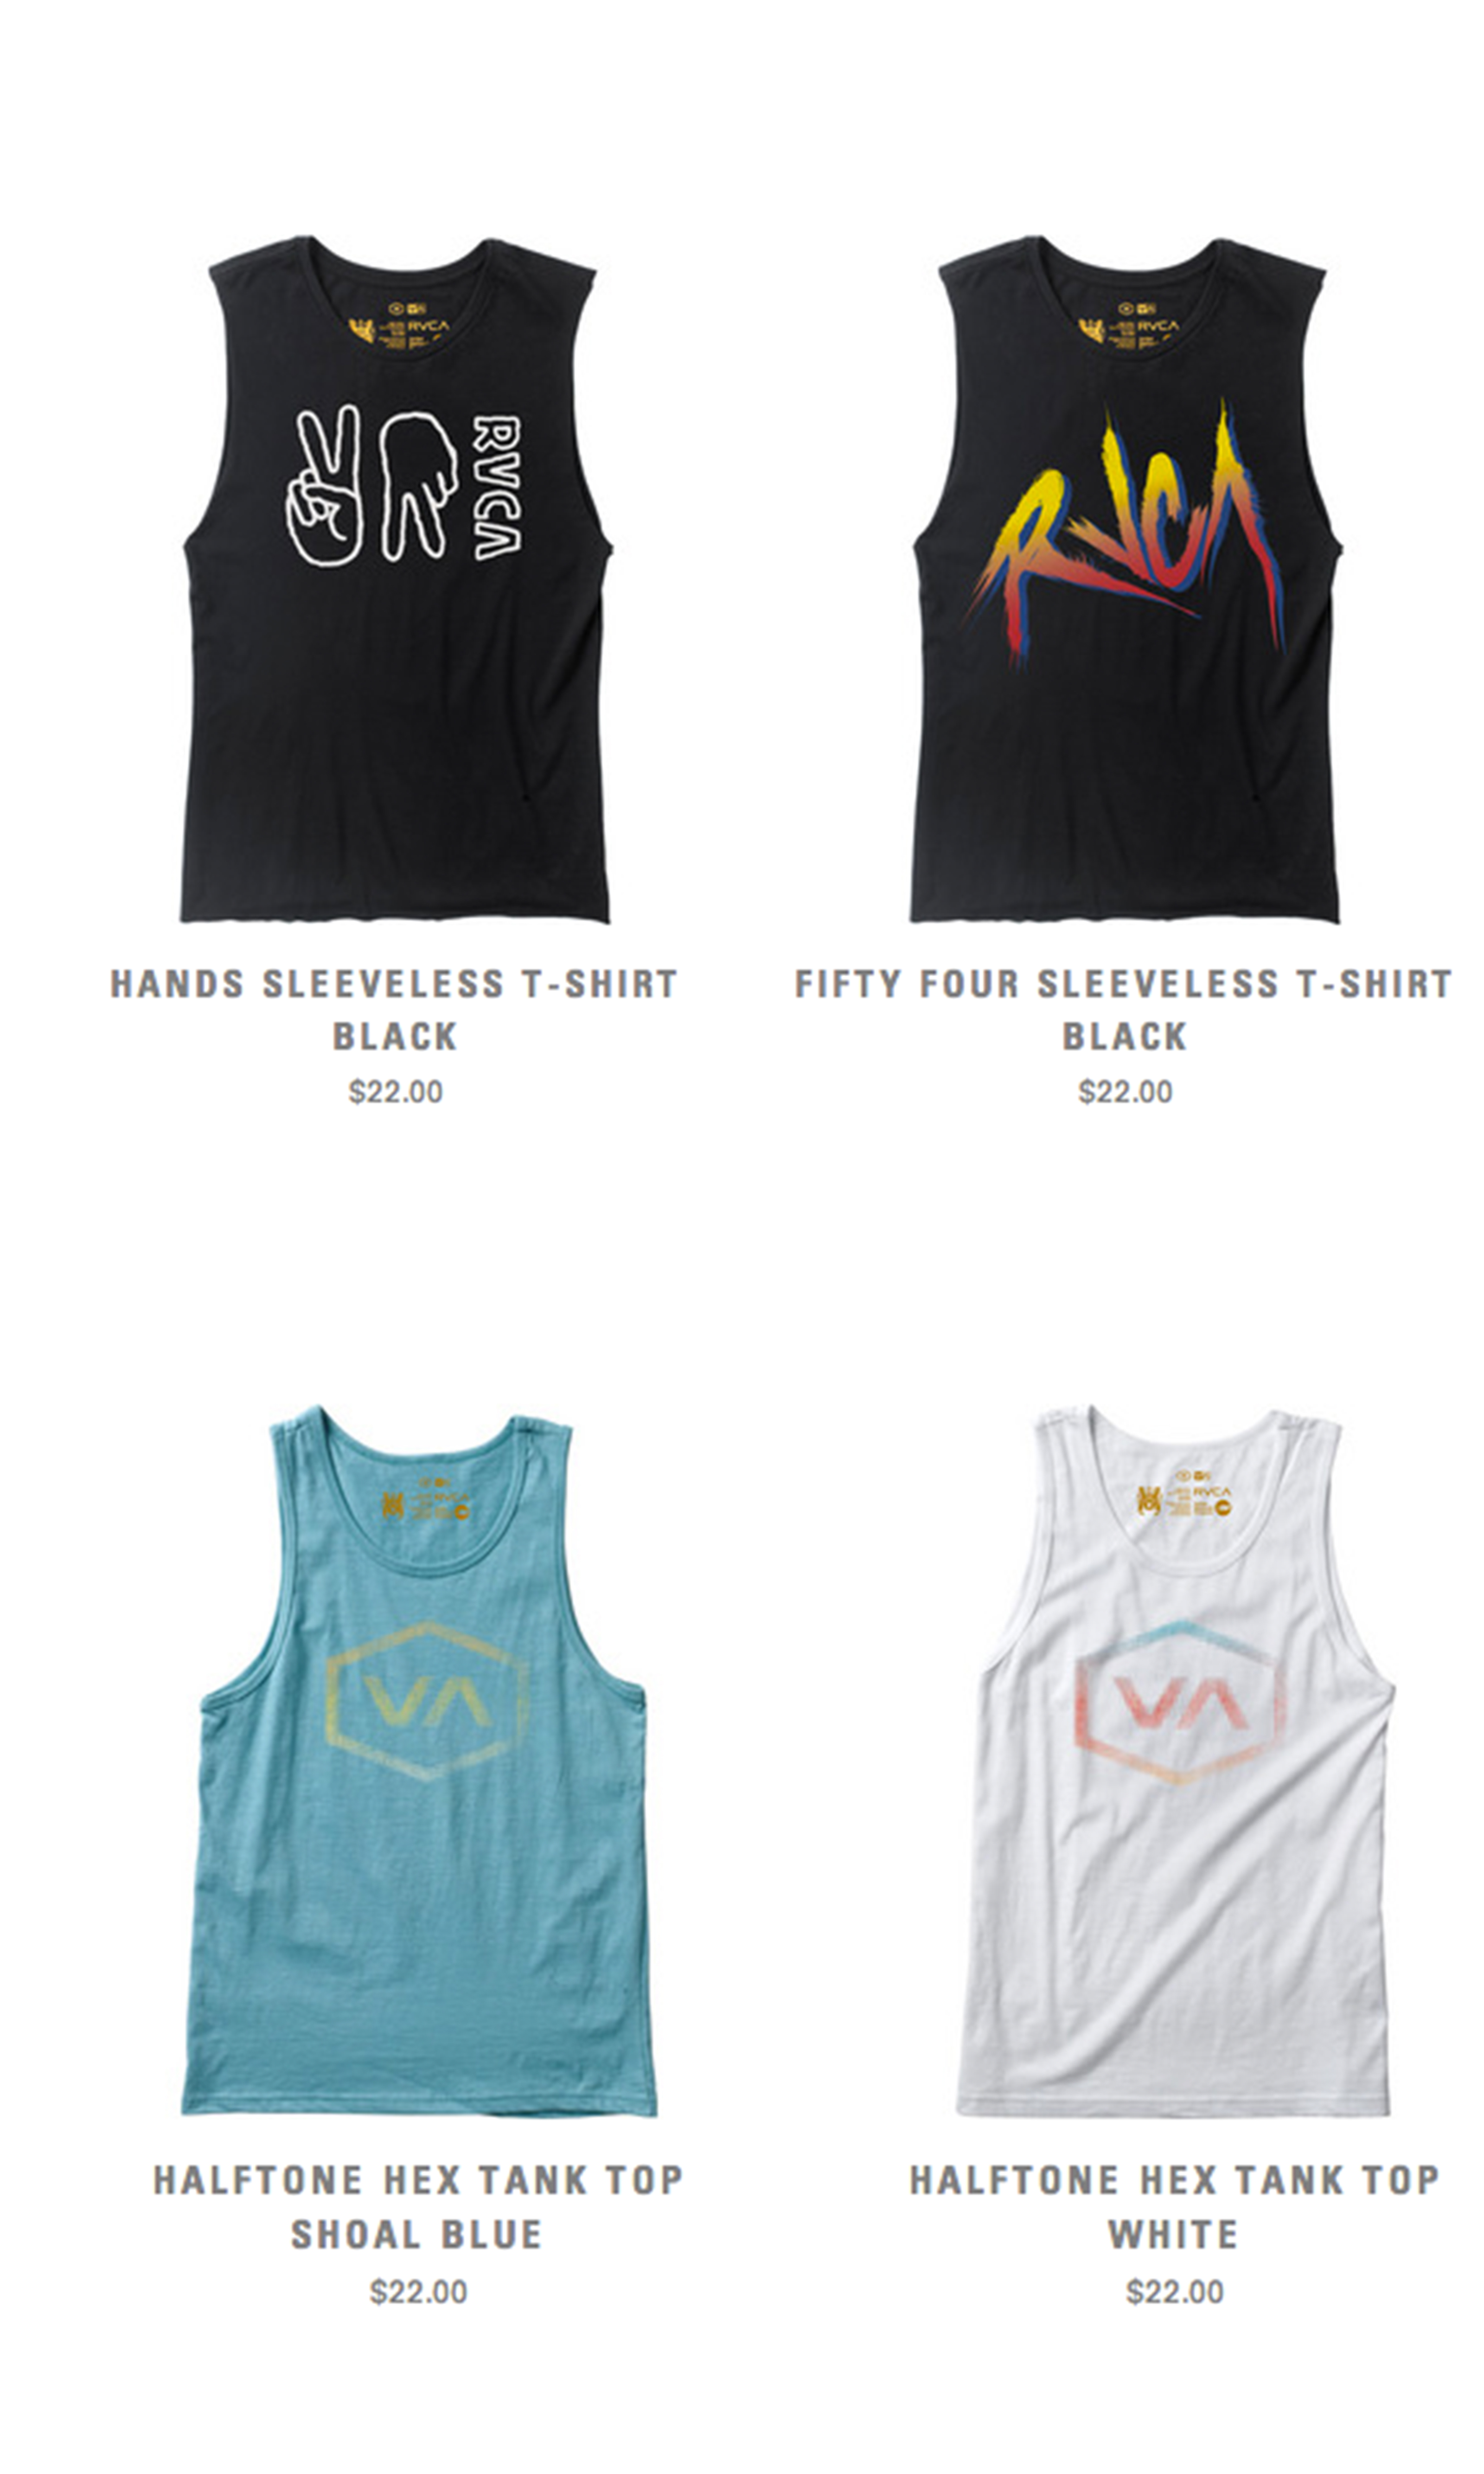 RVCA
RVCA
RVCA
RVCA
HANDS SLEEVELESS T-SHIRT
BLACK
$22.00
FIFTY FOUR SLEEVELESS T-SHIRT
BLACK
$22.00
RVCA
VA
RVCA
VA
HALFTONE HEX TANK TOP
SHOAL BLUE
$22.00
HALFTONE HEX TANK TOP
WHITE
$22.00